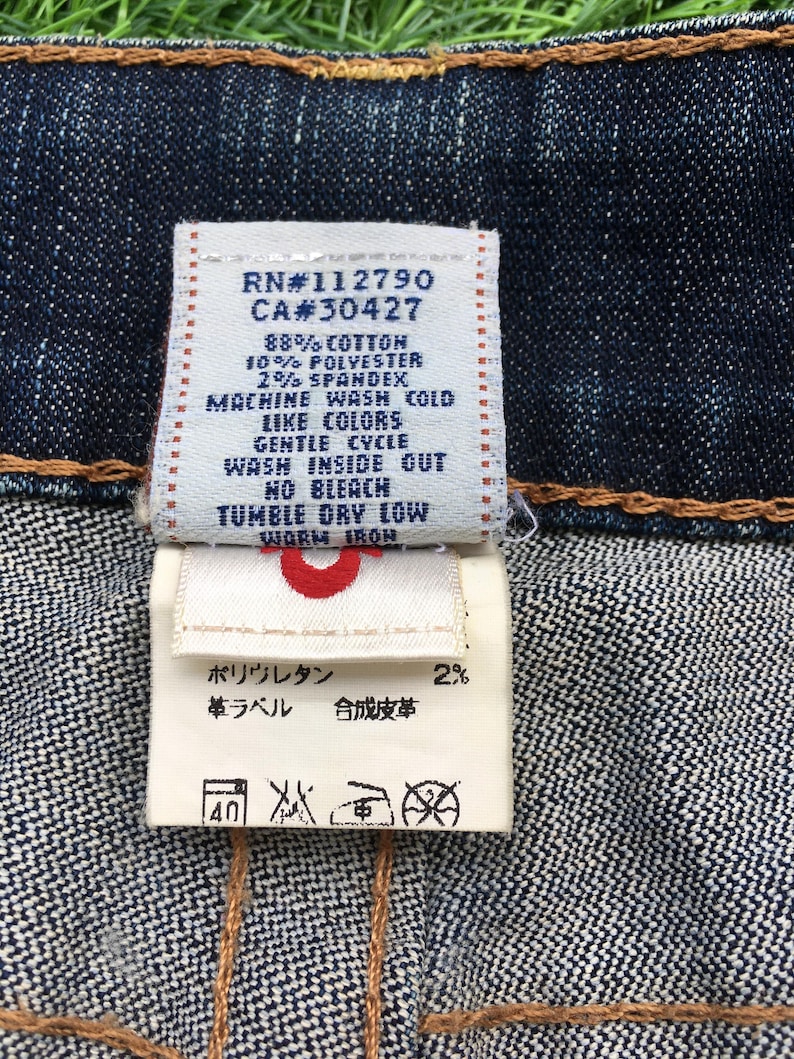 RN#112790
CA#30427
88% COTTON
10% POLYESTER
2% SPANDEX
MACHINE WASH COLD
LIKE COLORS
GENTLE CYCLE
WASH INSIDE OUT
NO BLEACH
TUMBLE DRY LOW
WARM IRON
ポリウレタン 2%
革ラベル 合成皮革
40 中